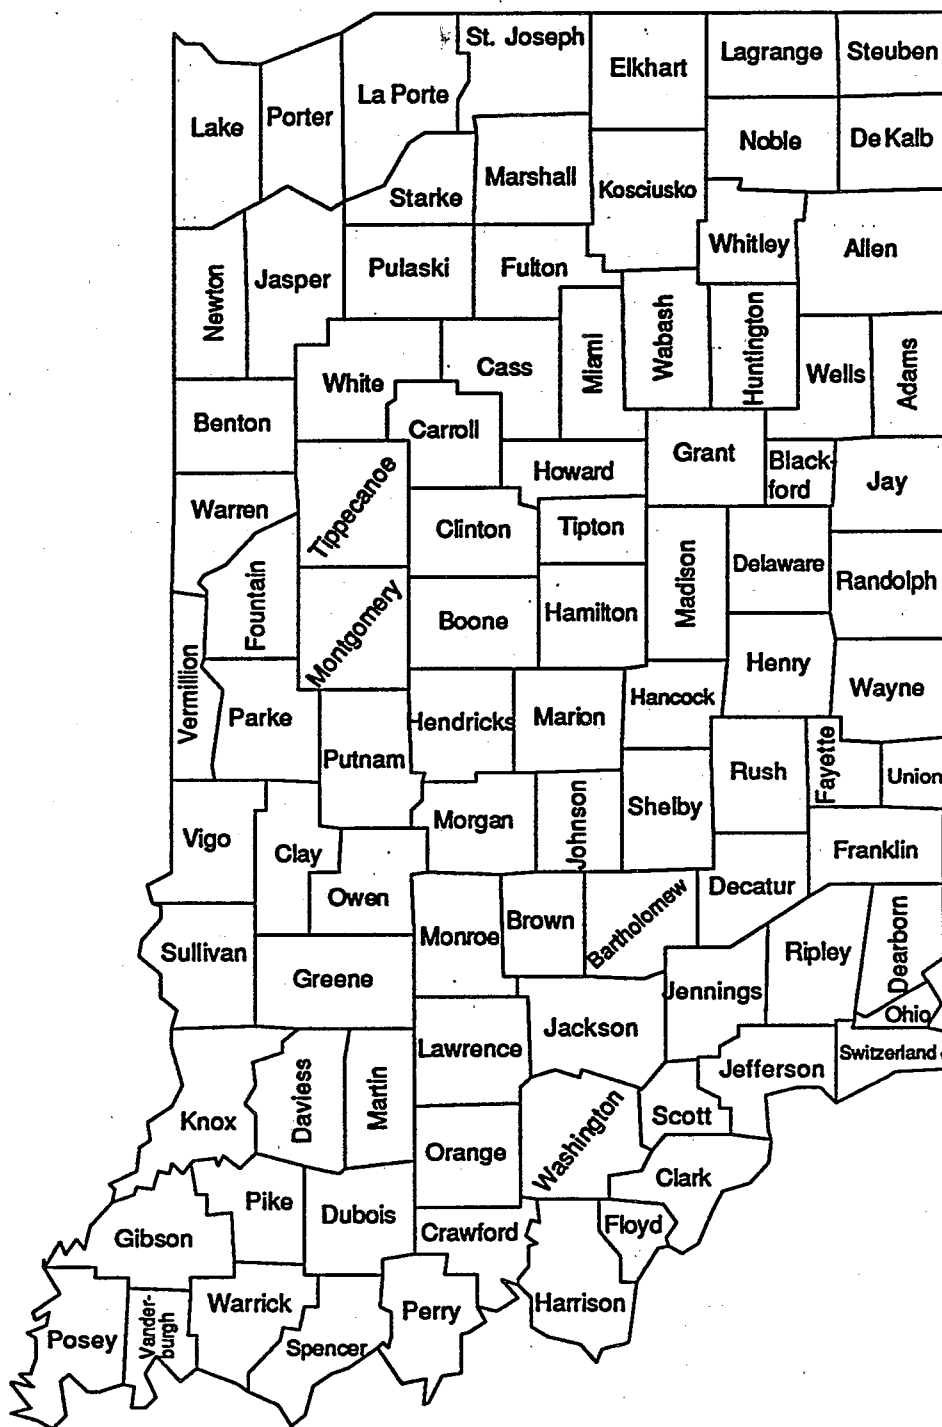 St. Joseph
Elkhart
Lagrange
Steuben
La Porte
Lake
Porter
Noble
De Kalb
Starke
Marshall
Kosciusko
Whitley
Allen
Newton
Jasper
Pulaski
Fulton
White
Cass
Miami
Wabash
Huntington
Wells
Adams
Benton
Carroll
Howard
Grant
Black-
ford
Jay
Warren
Tippecanoe
Clinton
Tipton
Madison
Delaware
Randolph
Fountain
Montgomery
Boone
Hamilton
Henry
Wayne
Vermillion
Parke
Putnam
Hendricks
Marion
Hancock
Rush
Fayette
Union
Vigo
Clay
Morgan
Johnson
Shelby
Franklin
Owen
Monroe
Brown
Bartholomew
Decatur
Sullivan
Greene
Ripley
Dearborn
Jennings
Jackson
Ohio
Lawrence
Jefferson
Switzerland
Knox
Daviess
Martin
Orange
Washington
Scott
Clark
Gibson
Pike
Dubois
Crawford
Floyd
Posey
Vander-
burgh
Warrick
Spencer
Perry
Harrison